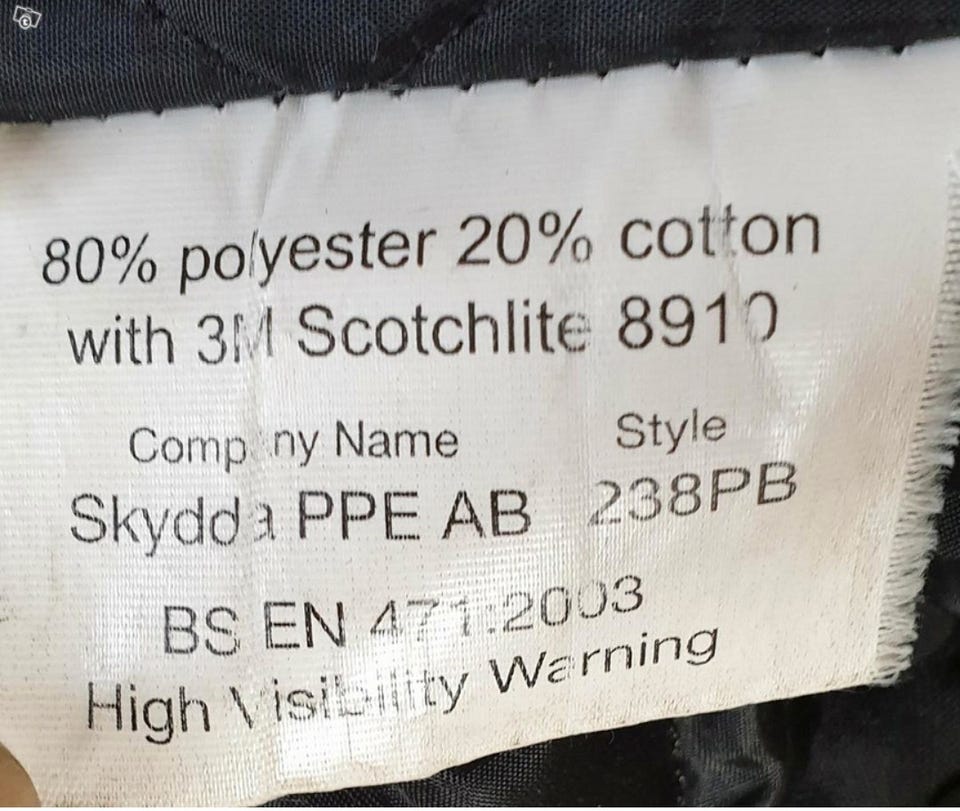 80% polyester 20% cotton
with 3M Scotchlite 8910
Company Name Style
Skydda PPE AB 238PB
BS EN 471:2003
High Visibility Warning